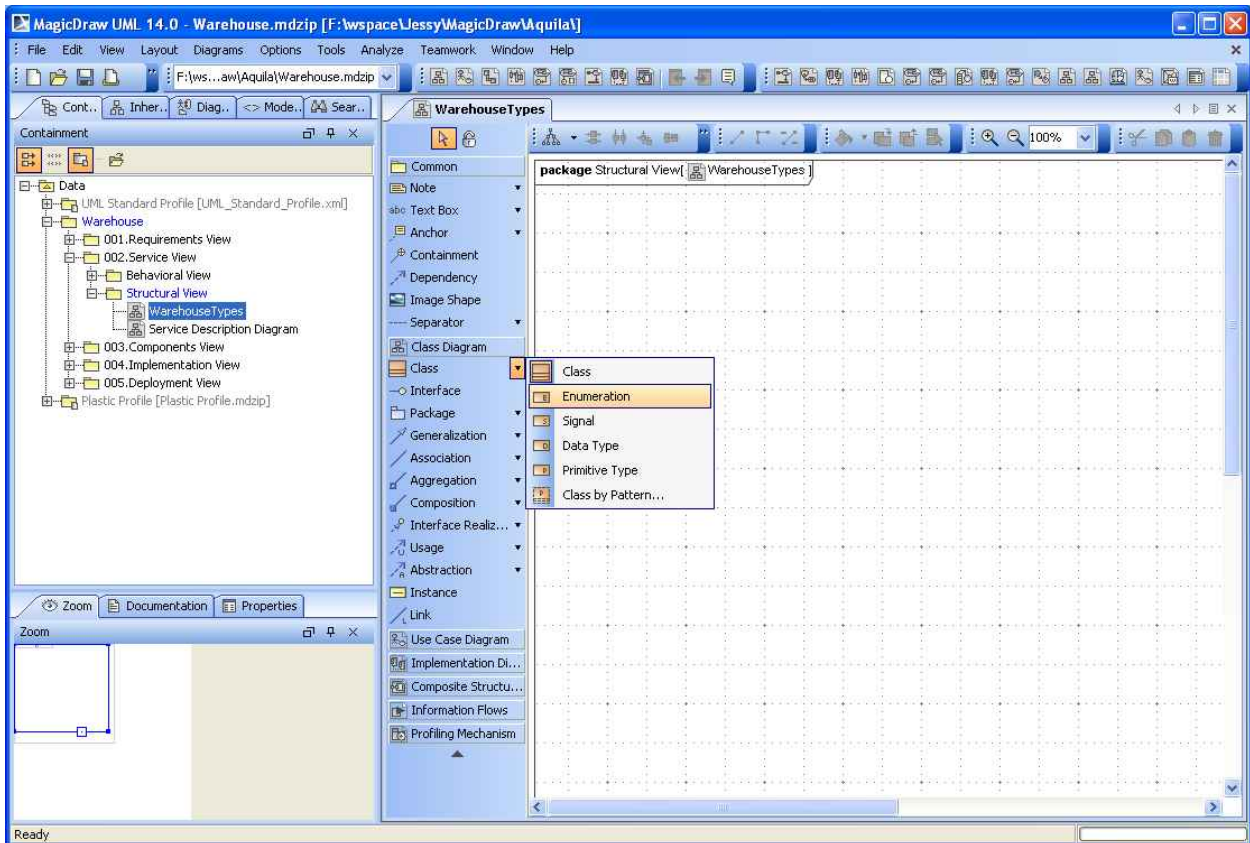 MagicDraw UML 14.0 - Warehouse.mdzip [F:\wspace\Jessy\MagicDraw\Aquila\]
File Edit View Layout Diagrams Options Tools Analyze Teamwork Window Help
F:\ws...aw\Aquila\Warehouse.mdzip
Cont.. Inher.. Diag.. <> Mode.. Sear..
Containment
Data
UML Standard Profile [UML_Standard_Profile.xml]
Warehouse
001.Requirements View
002.Service View
Behavioral View
Structural View
WarehouseTypes
Service Description Diagram
003.Components View
004.Implementation View
005.Deployment View
Plastic Profile [Plastic Profile.mdzip]
Zoom Documentation Properties
Zoom
WarehouseTypes
100%
Common
Note
abc Text Box
Anchor
Containment
Dependency
Image Shape
Separator
Class Diagram
Class
Interface
Package
Generalization
Association
Aggregation
Composition
Interface Realiz...
Usage
Abstraction
Instance
Link
Use Case Diagram
Implementation Di...
Composite Structu...
Information Flows
Profiling Mechanism
package Structural View[ WarehouseTypes ]
Class
Enumeration
Signal
Data Type
Primitive Type
Class by Pattern...
Ready